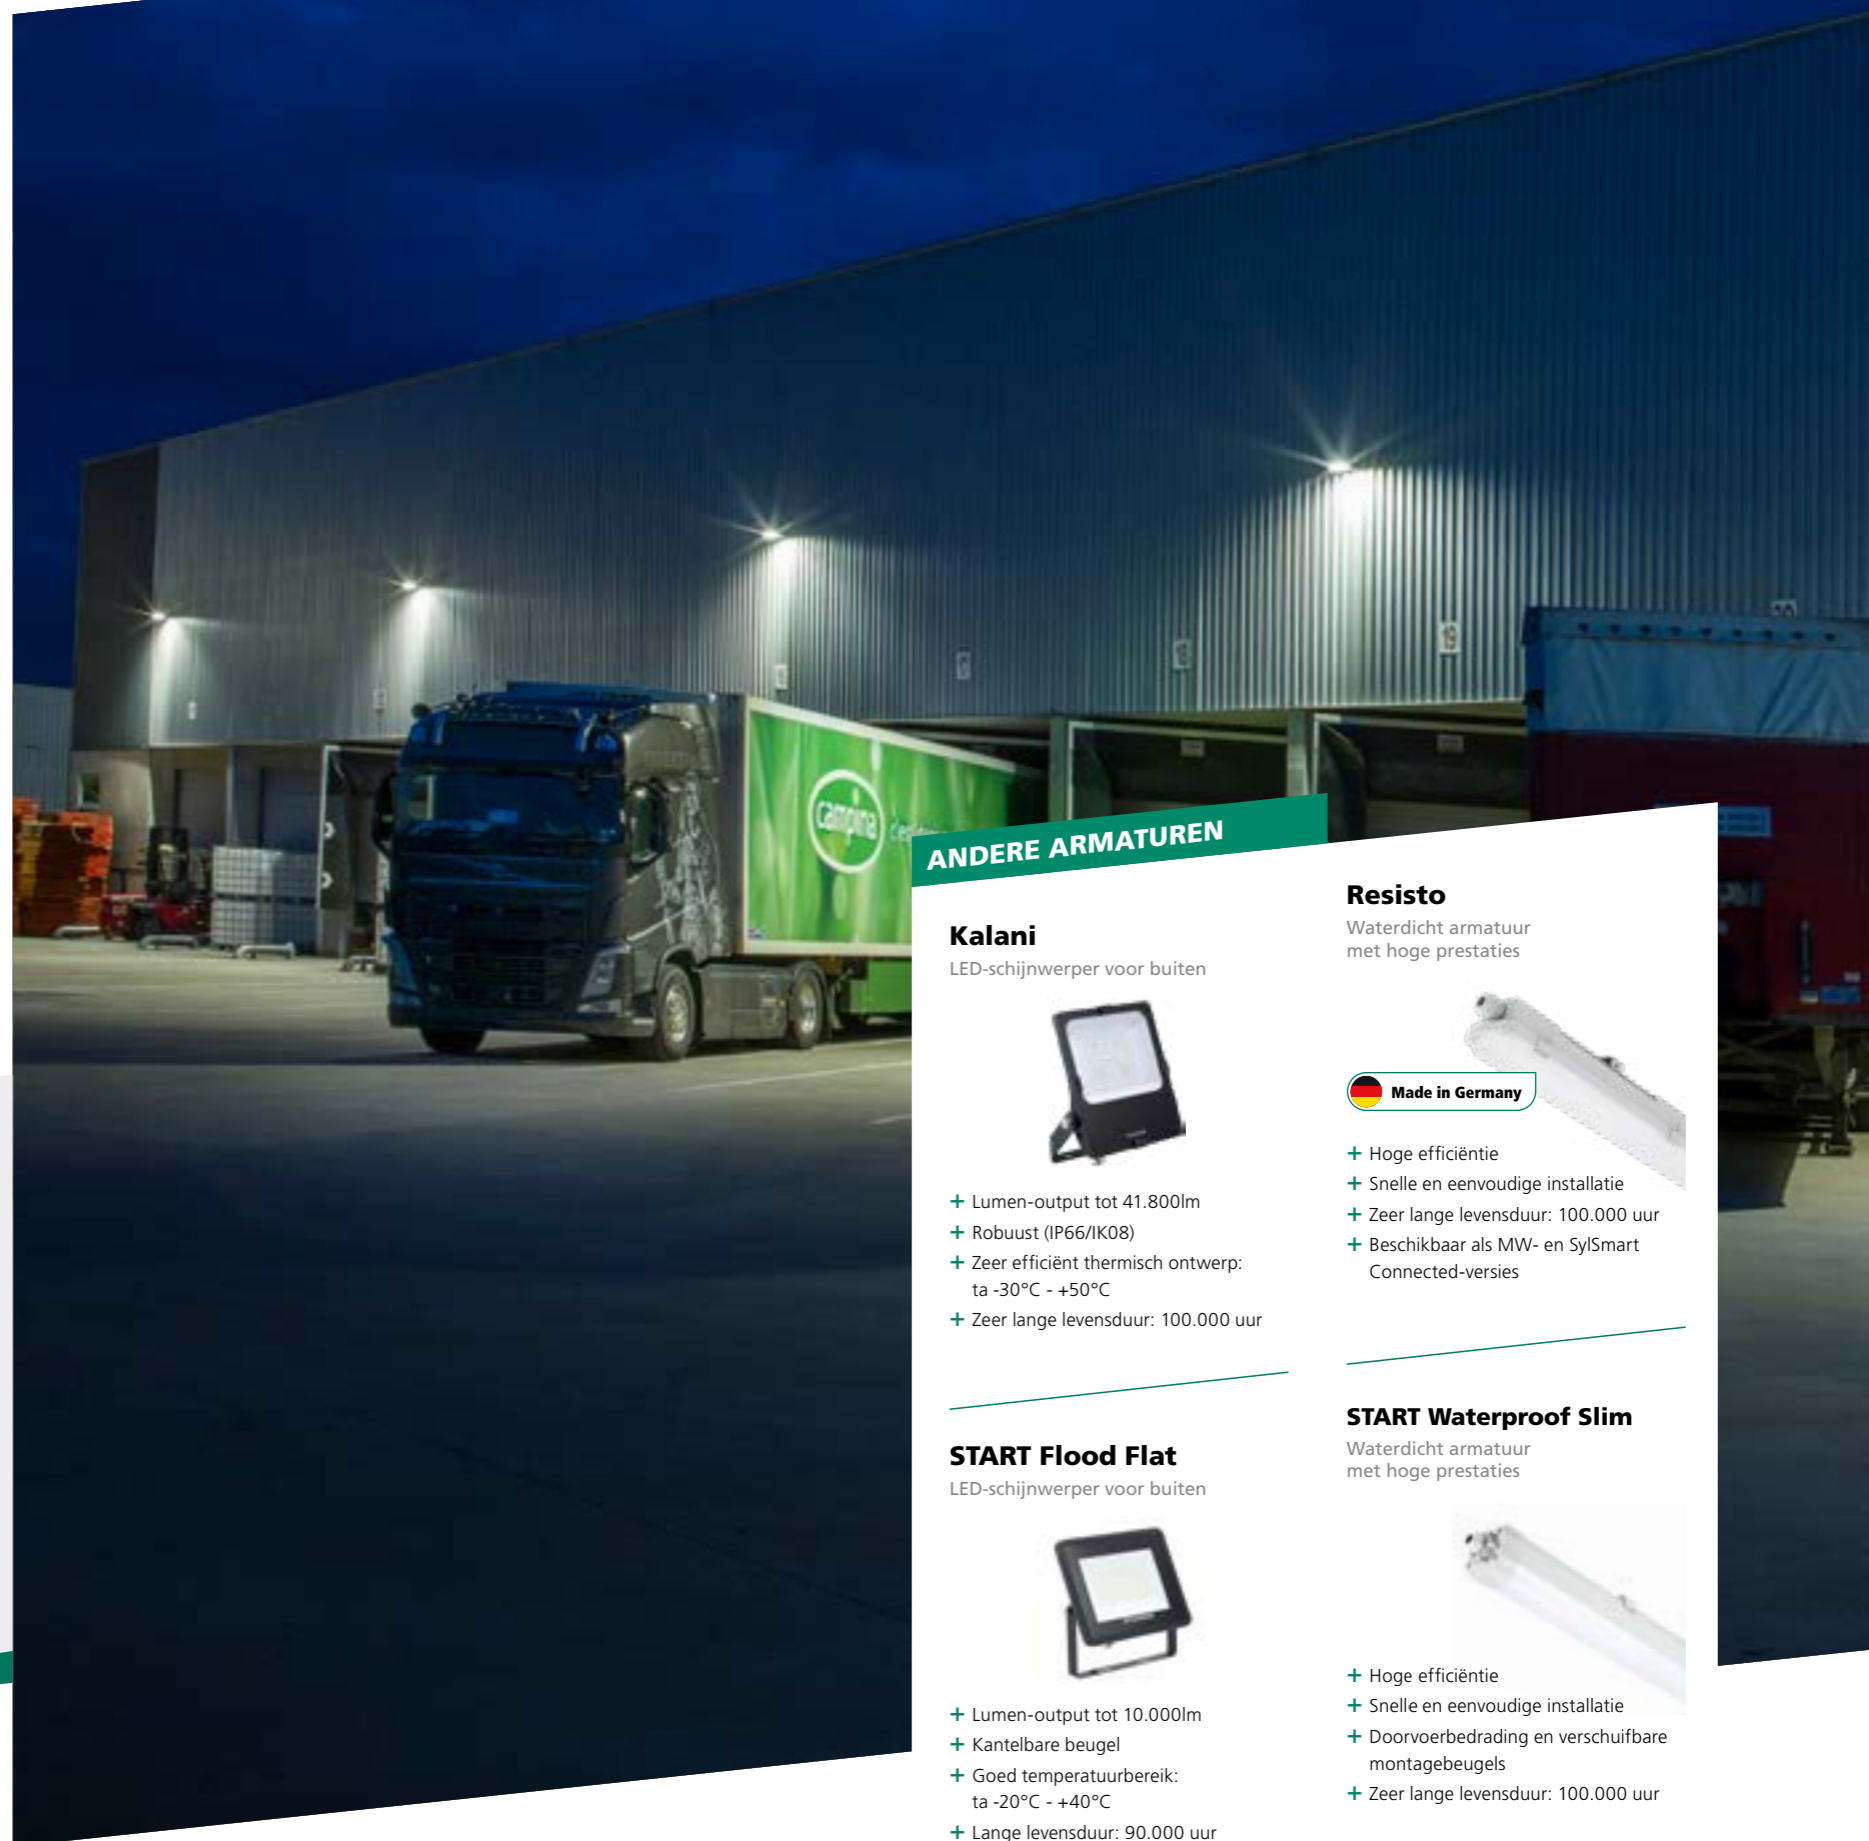 campina
ANDERE ARMATUREN
Kalani
LED-schijnwerper voor buiten
+ Lumen-output tot 41.800lm
+ Robuust (IP66/IK08)
+ Zeer efficiënt thermisch ontwerp:
ta -30°C - +50°C
+ Zeer lange levensduur: 100.000 uur
START Flood Flat
LED-schijnwerper voor buiten
+ Lumen-output tot 10.000lm
+ Kantelbare beugel
+ Goed temperatuurbereik:
ta -20°C - +40°C
+ Lange levensduur: 90.000 uur
Resisto
Waterdicht armatuur
met hoge prestaties
Made in Germany
+ Hoge efficiëntie
+ Snelle en eenvoudige installatie
+ Zeer lange levensduur: 100.000 uur
+ Beschikbaar als MW- en SylSmart
Connected-versies
START Waterproof Slim
Waterdicht armatuur
met hoge prestaties
+ Hoge efficiëntie
+ Snelle en eenvoudige installatie
+ Doorvoerbedrading en verschuifbare
montagebeugels
+ Zeer lange levensduur: 100.000 uur